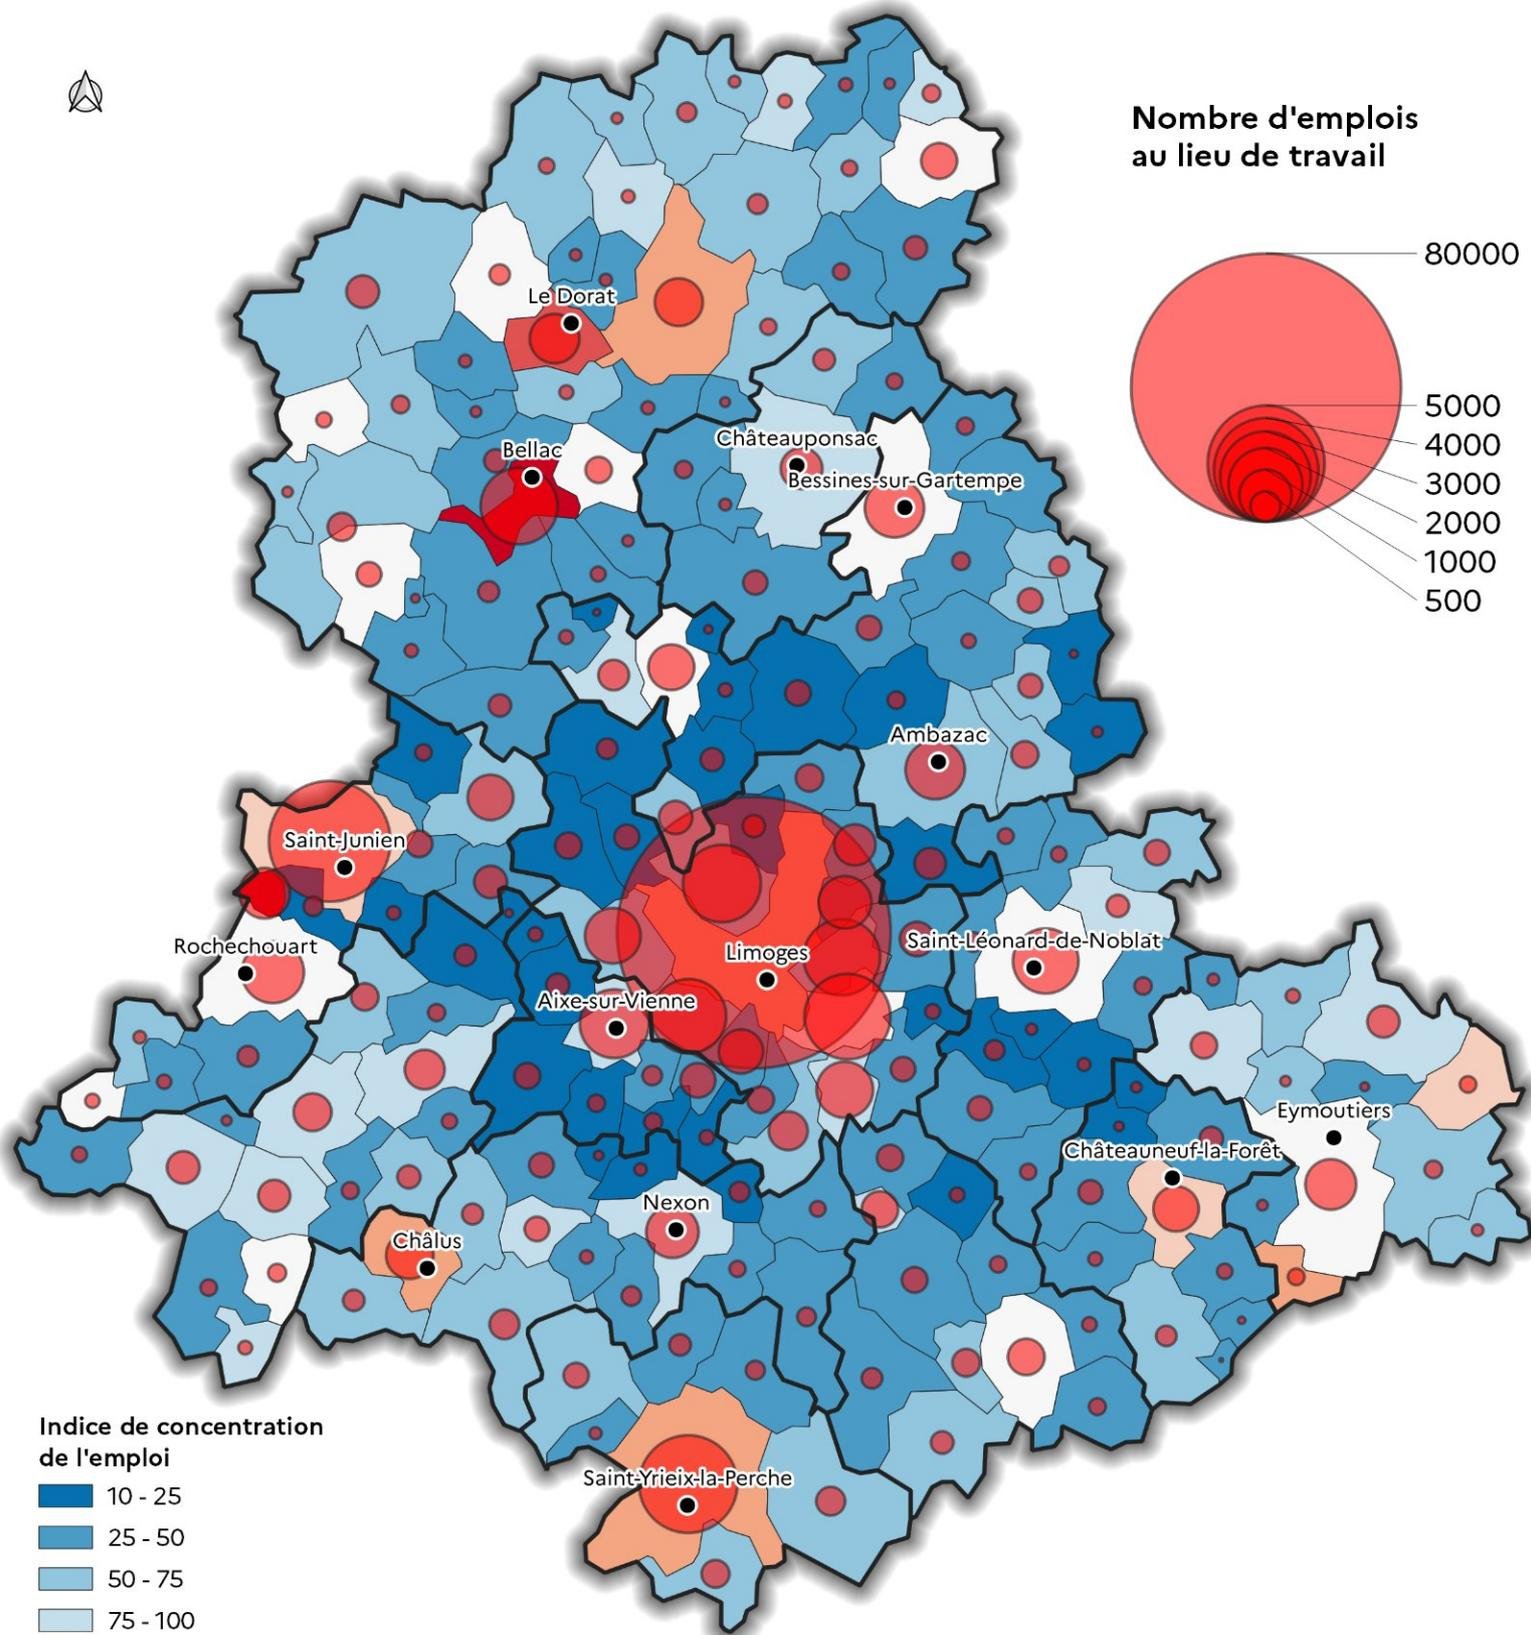 Nombre d'emplois
au lieu de travail
80000
5000
4000
3000
2000
1000
500
Le Dorat
Châteauponsac
Bellac
Bessines-sur-Gartempe
Ambazac
Saint-Junien
Rochechouart
Saint-Léonard-de-Noblat
Limoges
Aixe-sur-Vienne
Eymoutiers
Châteauneuf-la-Forêt
Nexon
Châlus
Saint-Yrieix-la-Perche
Indice de concentration
de l'emploi
10 - 25
25 - 50
50 - 75
75 - 100